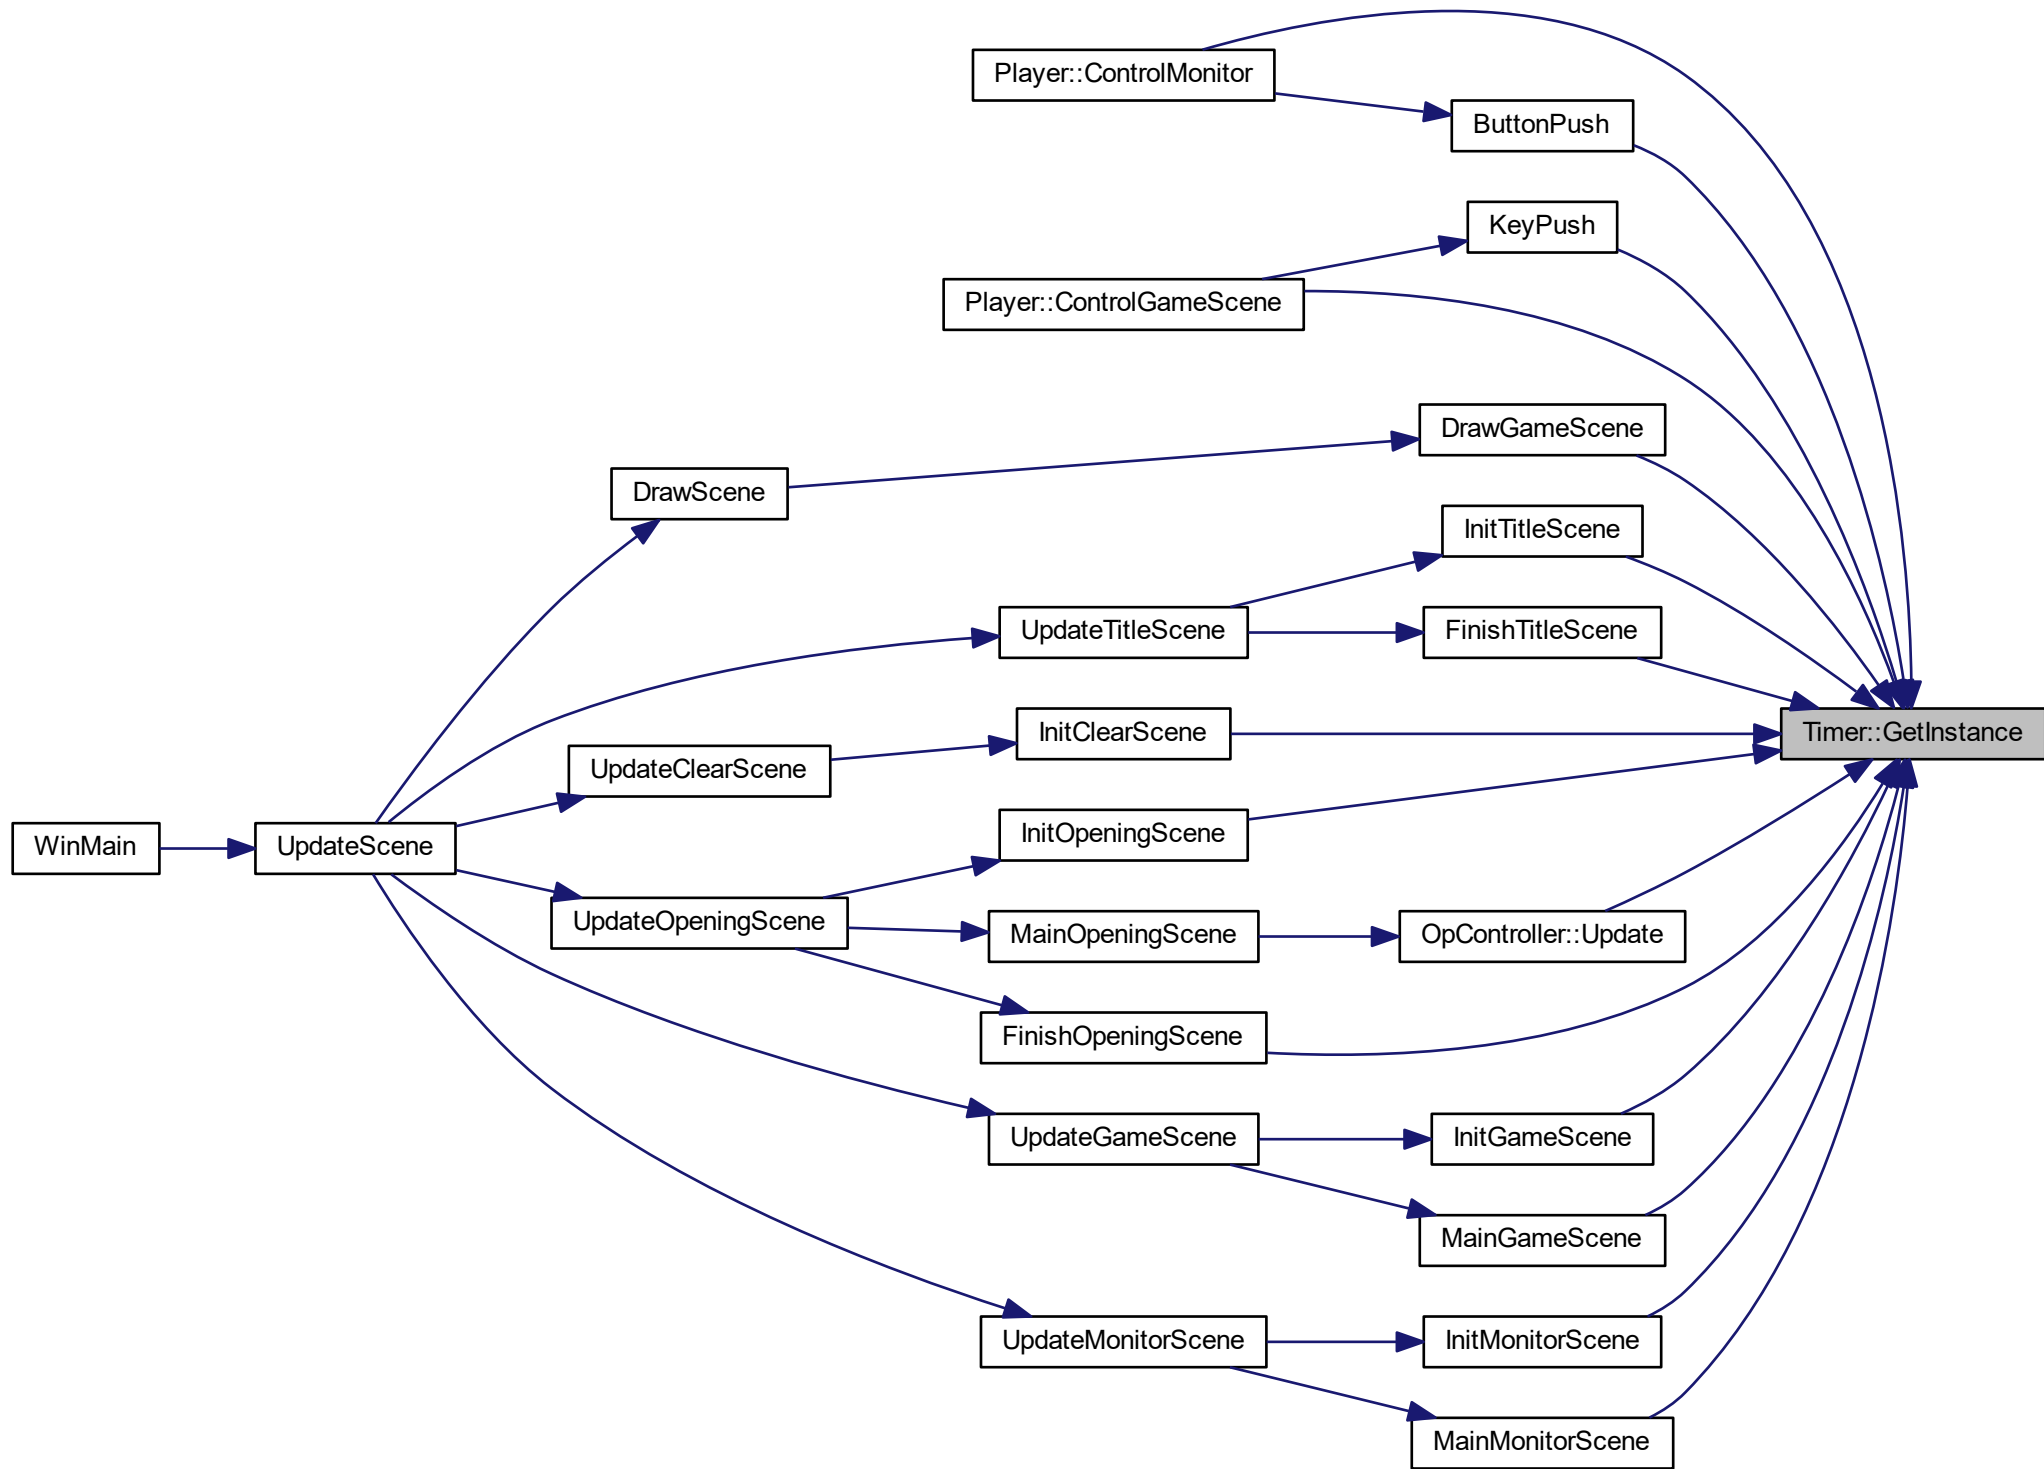 Player::ControlMonitor
ButtonPush
KeyPush
Player::ControlGameScene
DrawGameScene
DrawScene
InitTitleScene
UpdateTitleScene
FinishTitleScene
InitClearScene
Timer::GetInstance
UpdateClearScene
InitOpeningScene
WinMain
UpdateScene
UpdateOpeningScene
MainOpeningScene
OpController::Update
FinishOpeningScene
UpdateGameScene
InitGameScene
MainGameScene
UpdateMonitorScene
InitMonitorScene
MainMonitorScene